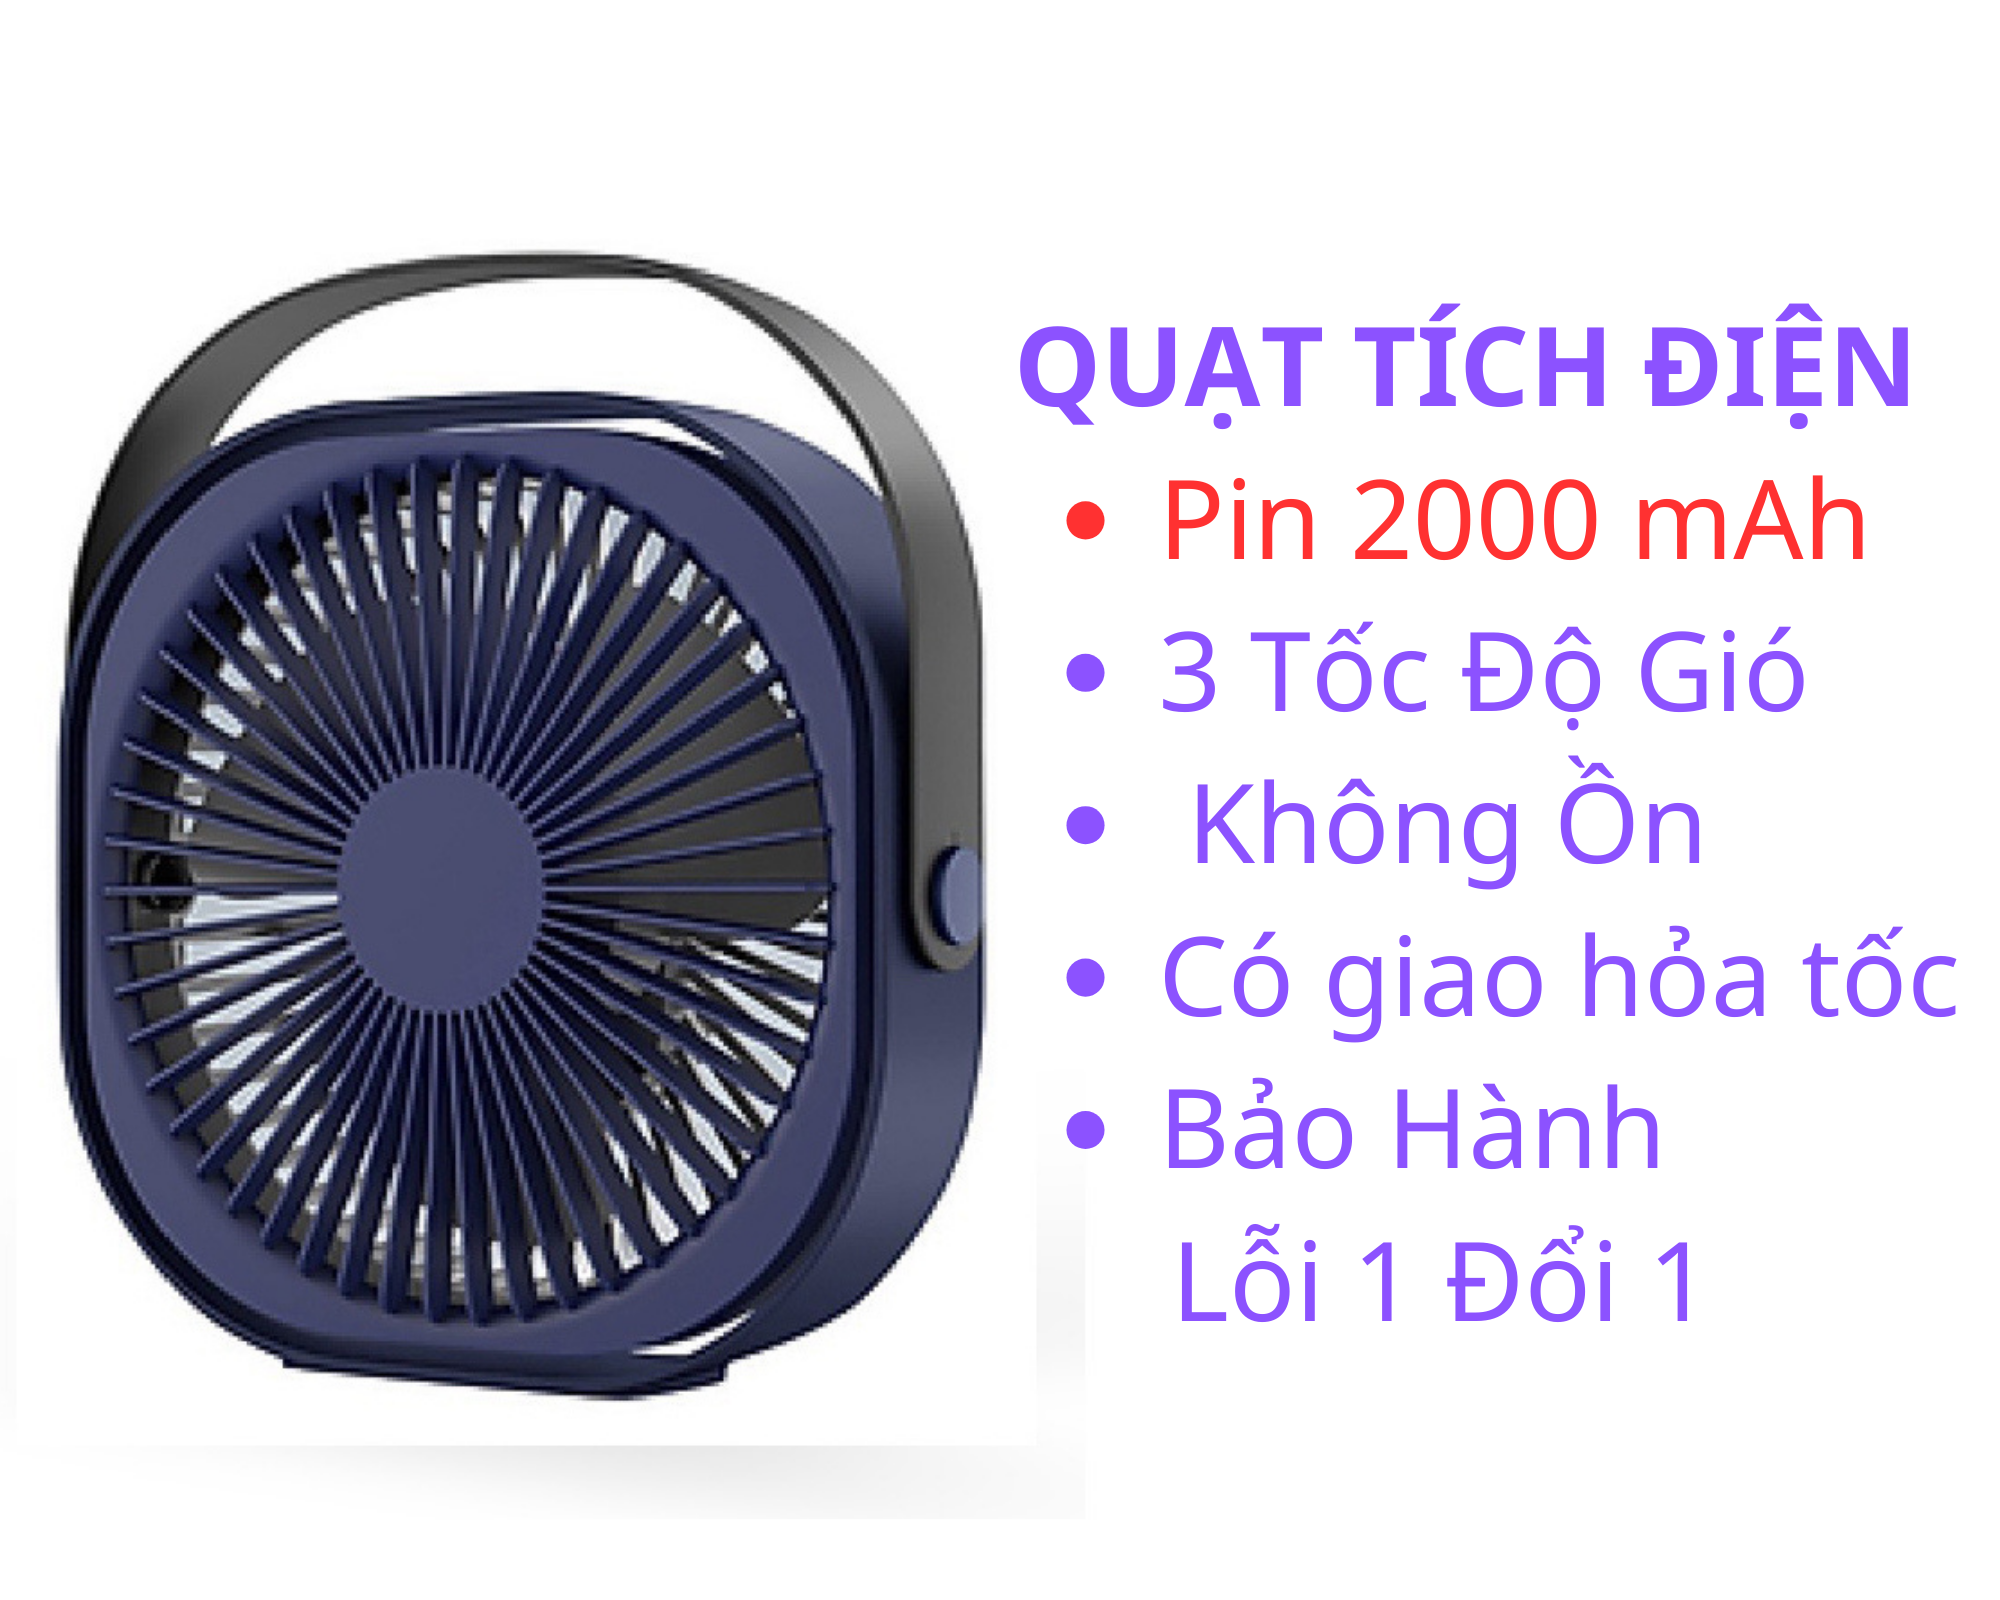 QUẠT TÍCH ĐIỆN
• Pin 2000 mAh
• 3 Tốc Độ Gió
• Không Ồn
• Có giao hỏa tốc
• Bảo Hành
Lỗi 1 Đổi 1